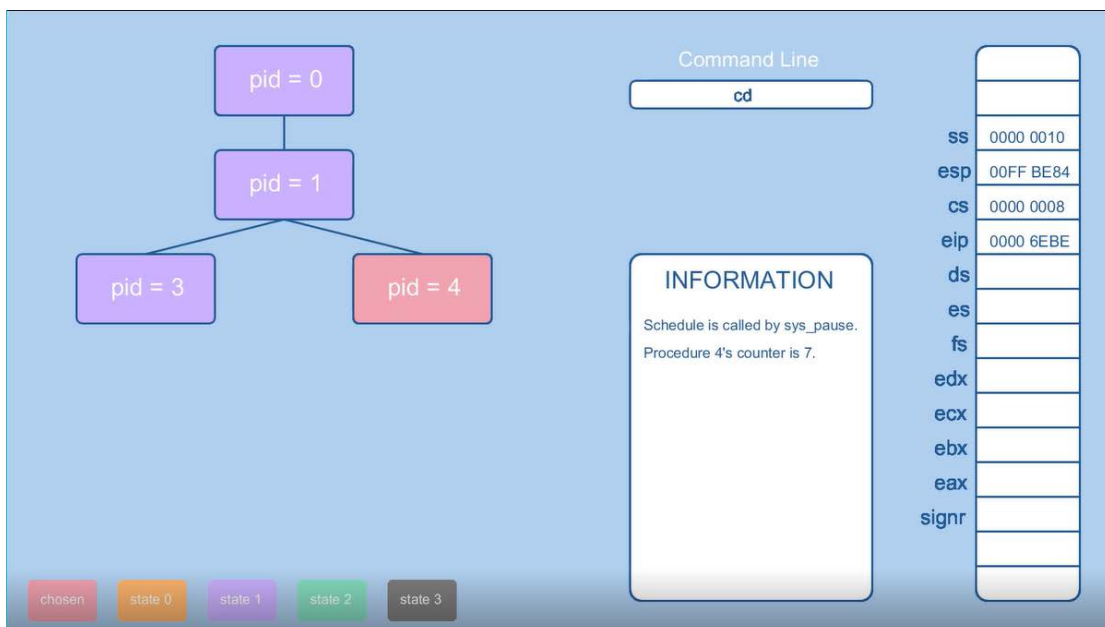 pid = 0
pid = 1
pid = 3
pid = 4
chosen
state 0
state 1
state 2
state 3
Command Line
cd
INFORMATION
Schedule is called by sys_pause.
Procedure 4's counter is 7.
ss 0000 0010
esp 00FF BE84
cs 0000 0008
eip 0000 6EBE
ds
es
fs
edx
ecx
ebx
eax
signr